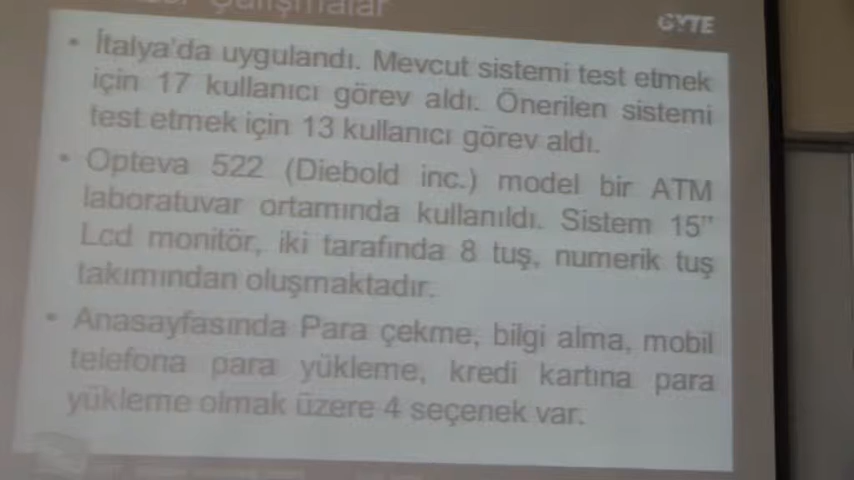 Çalışmalar
GYTE
• İtalya'da uygulandı. Mevcut sistemi test etmek
için 17 kullanıcı görev aldı. Önerilen sistemi
test etmek için 13 kullanıcı görev aldı.
• Opteva 522 (Diebold inc.) model bir ATM
laboratuvar ortamında kullanıldı. Sistem 15”
Lcd monitör, iki tarafında 8 tuş, numerik tuş
takımından oluşmaktadır.
• Anasayfasında Para çekme, bilgi alma, mobil
telefona para yükleme, kredi kartına para
yükleme olmak üzere 4 seçenek var.